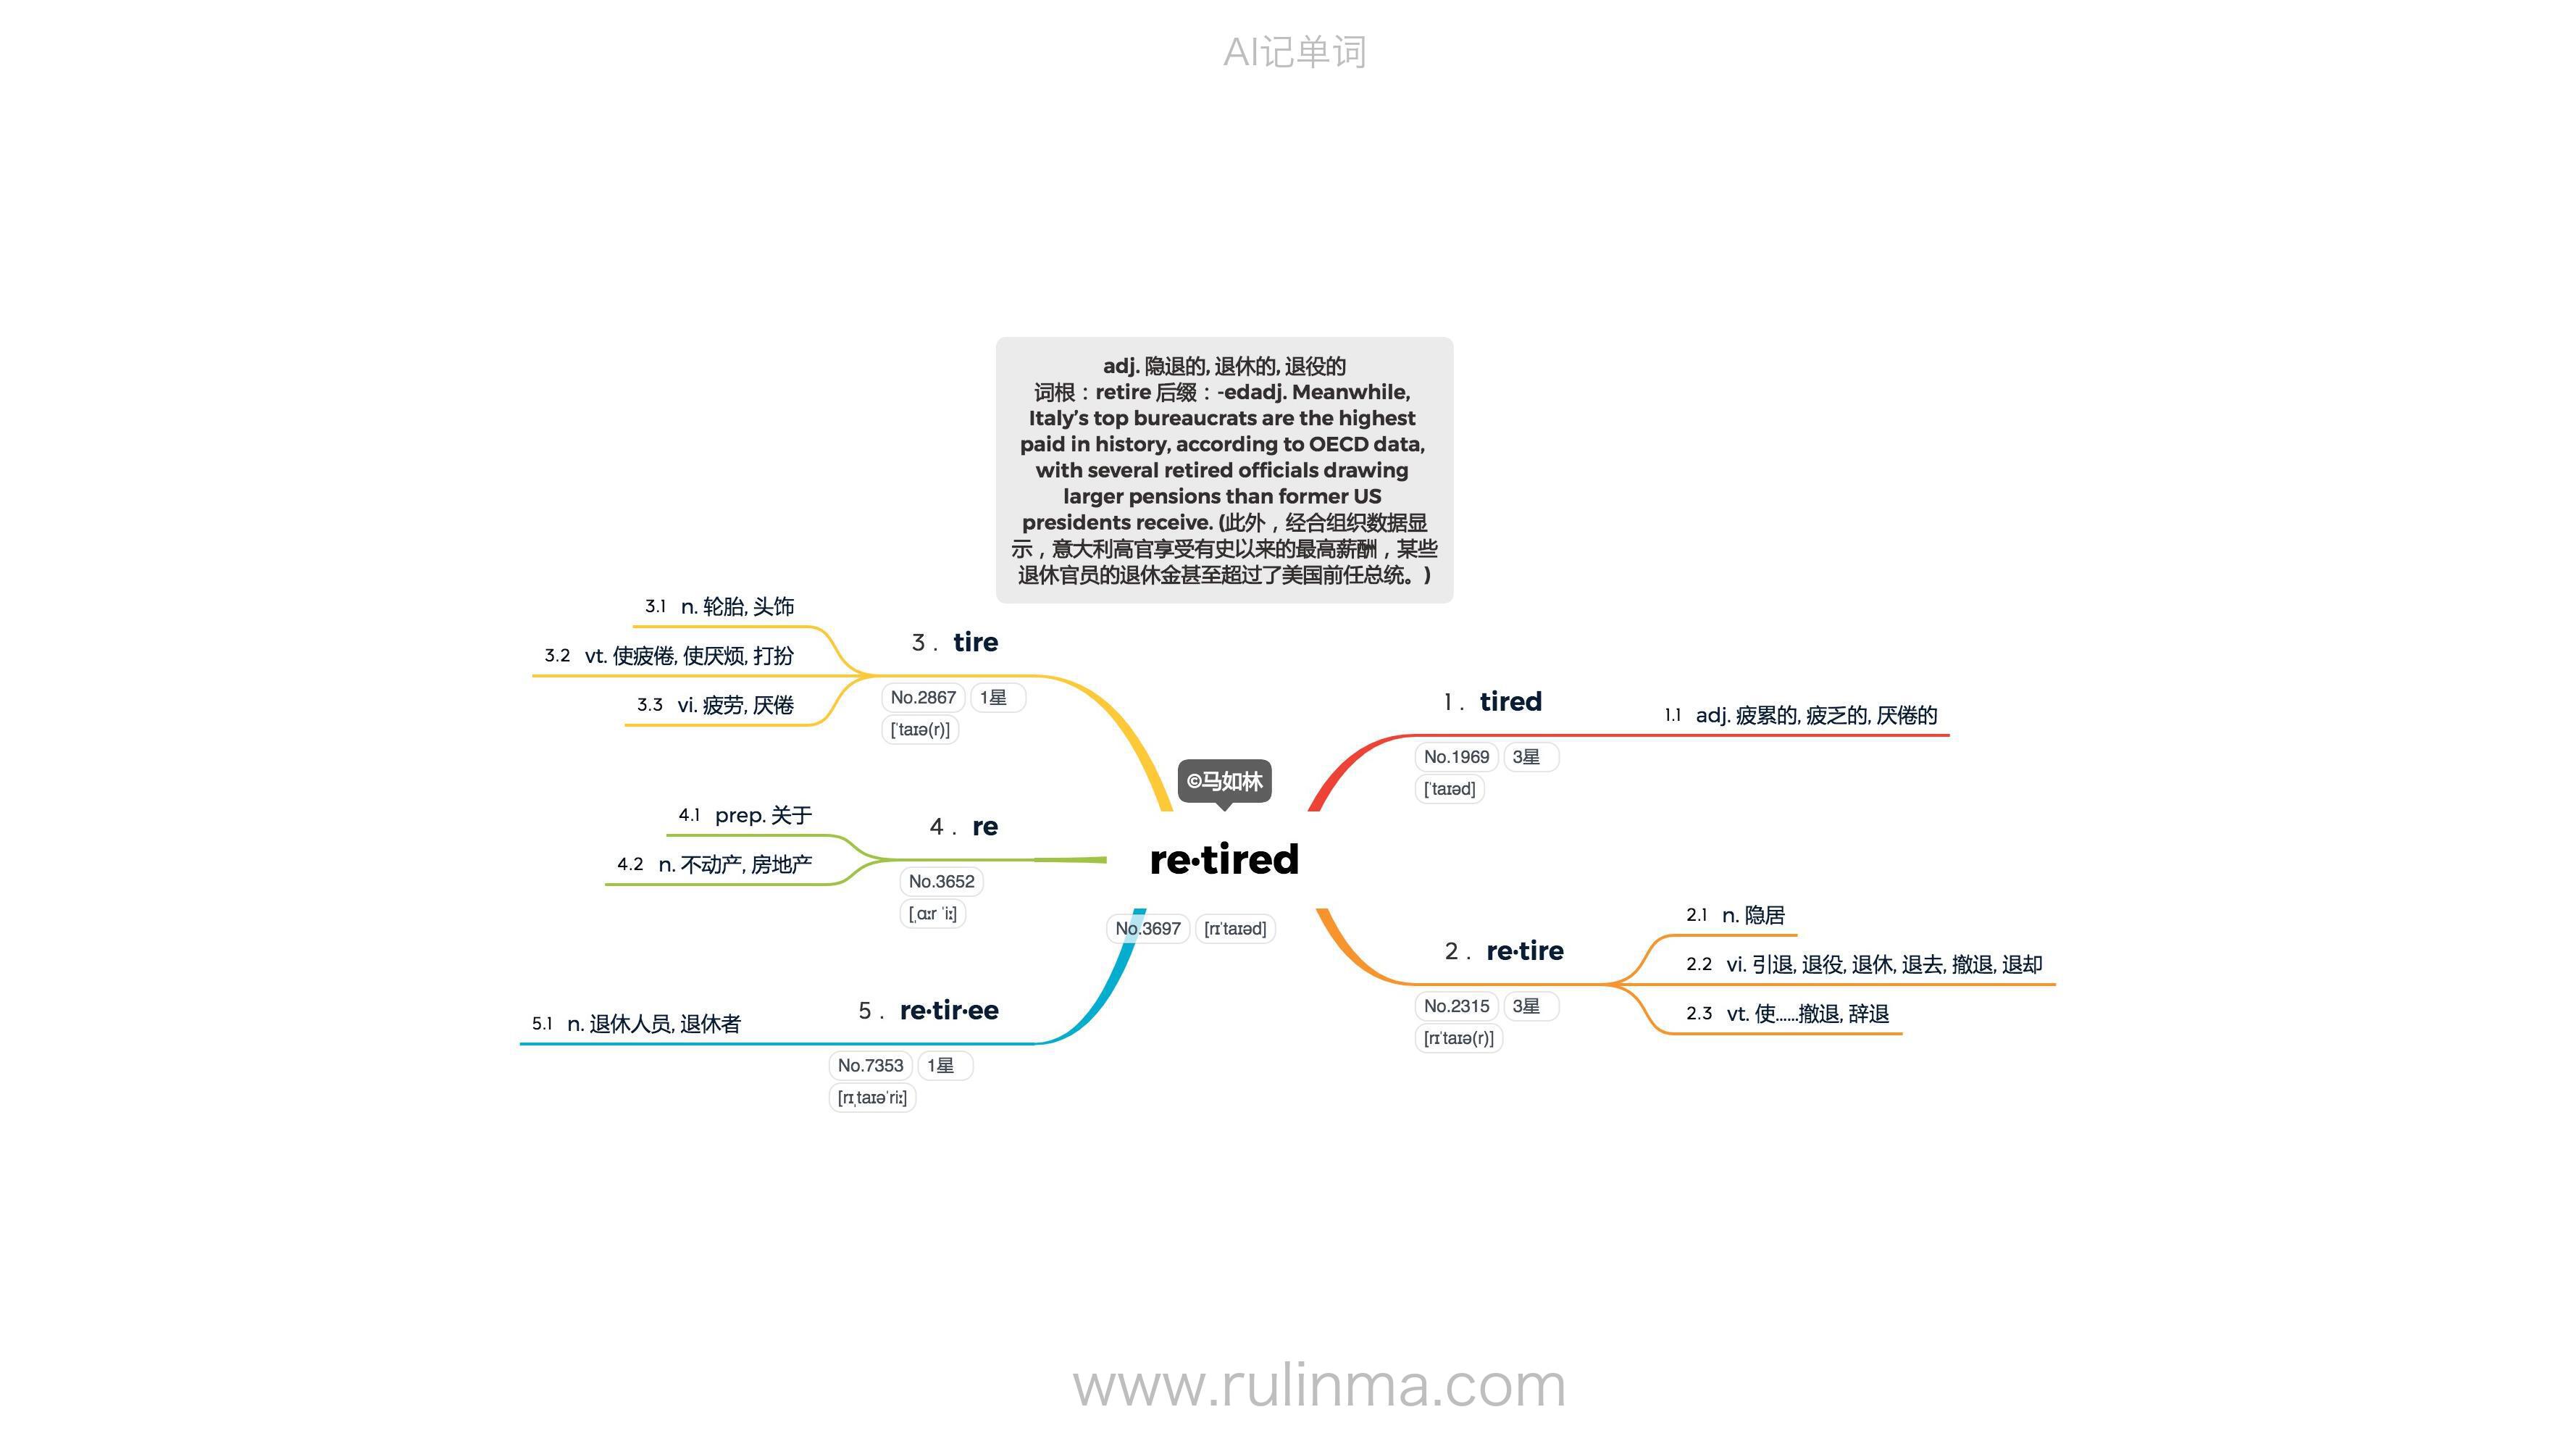 AI记单词
adj. 隐退的, 退休的, 退役的
词根：retire 后缀：-edadj. Meanwhile,
Italy’s top bureaucrats are the highest
paid in history, according to OECD data,
with several retired officials drawing
larger pensions than former US
presidents receive. (此外，经合组织数据显
示，意大利高官享受有史以来的最高薪酬，某些
退休官员的退休金甚至超过了美国前任总统。)
©马如林
re·tired
No.3697 [rɪˈtaɪəd]
1. tired
No.1969 3星
[ˈtaɪəd]
1.1 adj. 疲累的, 疲乏的, 厌倦的
2. re·tire
No.2315 3星
[rɪˈtaɪə(r)]
2.1 n. 隐居
2.2 vi. 引退, 退役, 退休, 退去, 撤退, 退却
2.3 vt. 使……撤退, 辞退
3. tire
No.2867 1星
[ˈtaɪə(r)]
3.1 n. 轮胎, 头饰
3.2 vt. 使疲倦, 使厌烦, 打扮
3.3 vi. 疲劳, 厌倦
4. re
No.3652
[ˌɑːr ˈiː]
4.1 prep. 关于
4.2 n. 不动产, 房地产
5. re·tir·ee
No.7353 1星
[rɪˌtaɪəˈriː]
5.1 n. 退休人员, 退休者
www.rulinma.com